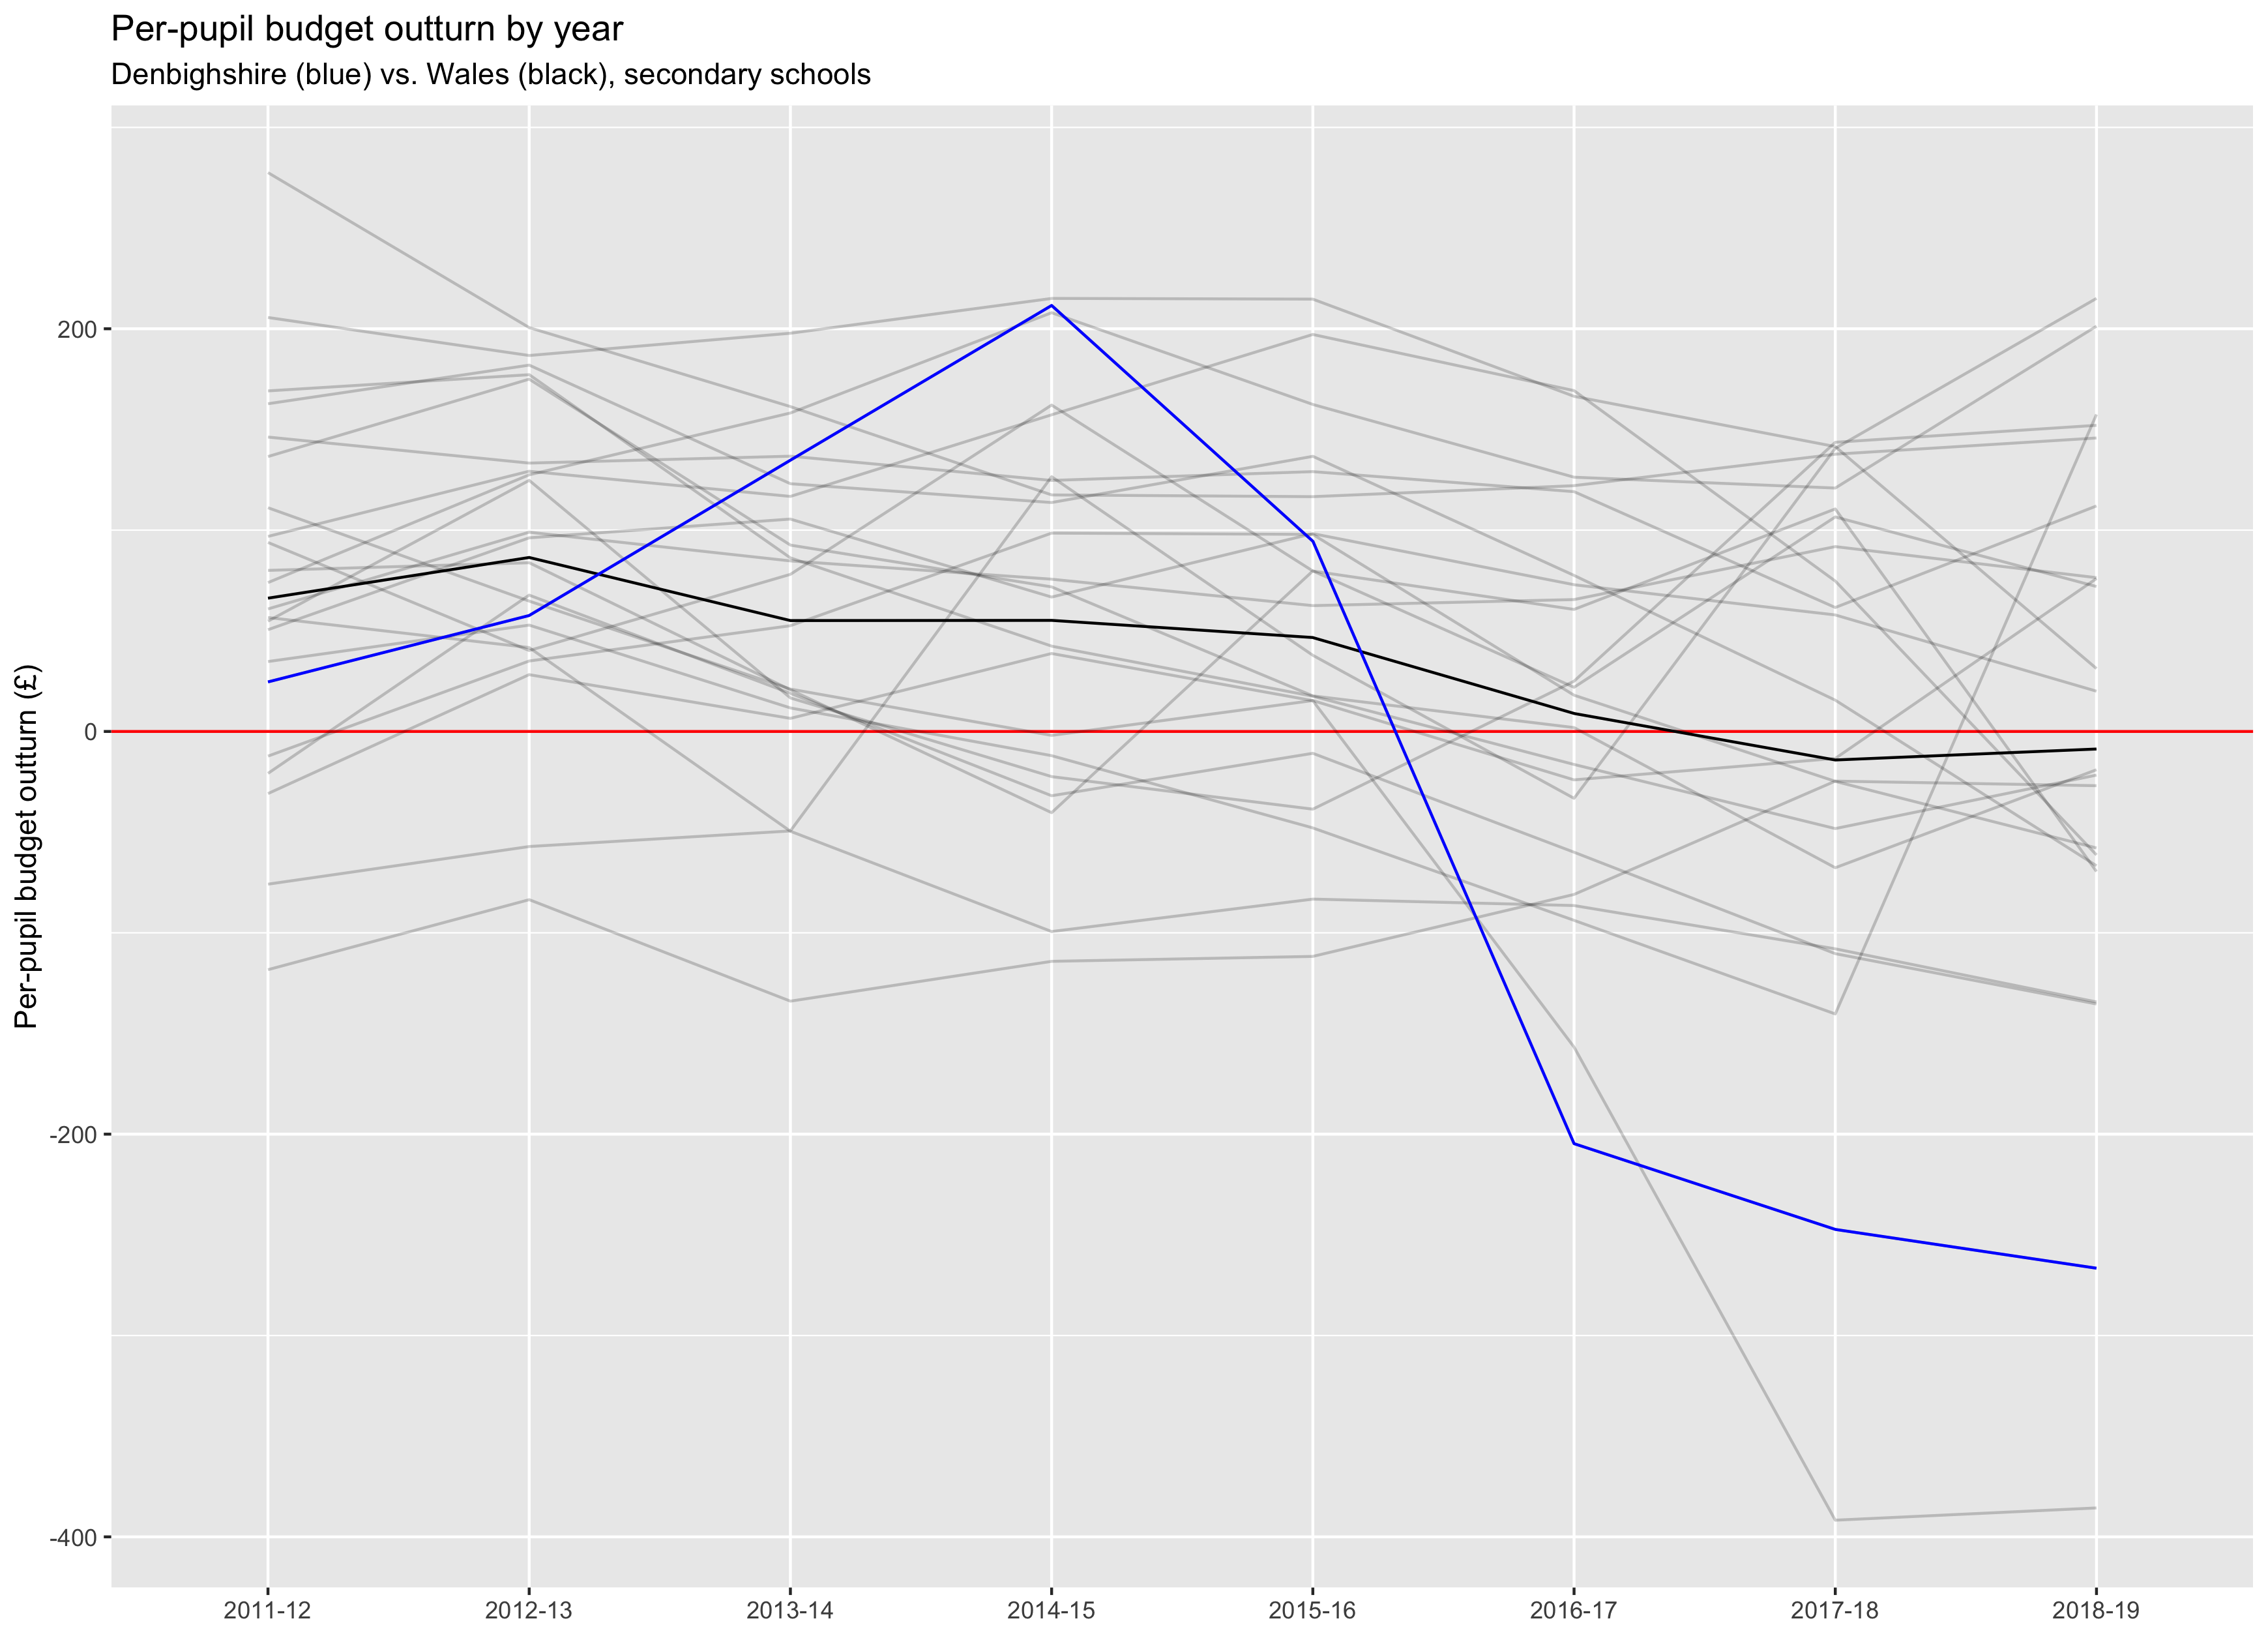 Per-pupil budget outturn by year
Denbighshire (blue) vs. Wales (black), secondary schools
Per-pupil budget outturn (£)
200
0
-200
-400
2011-12 2012-13 2013-14 2014-15 2015-16 2016-17 2017-18 2018-19